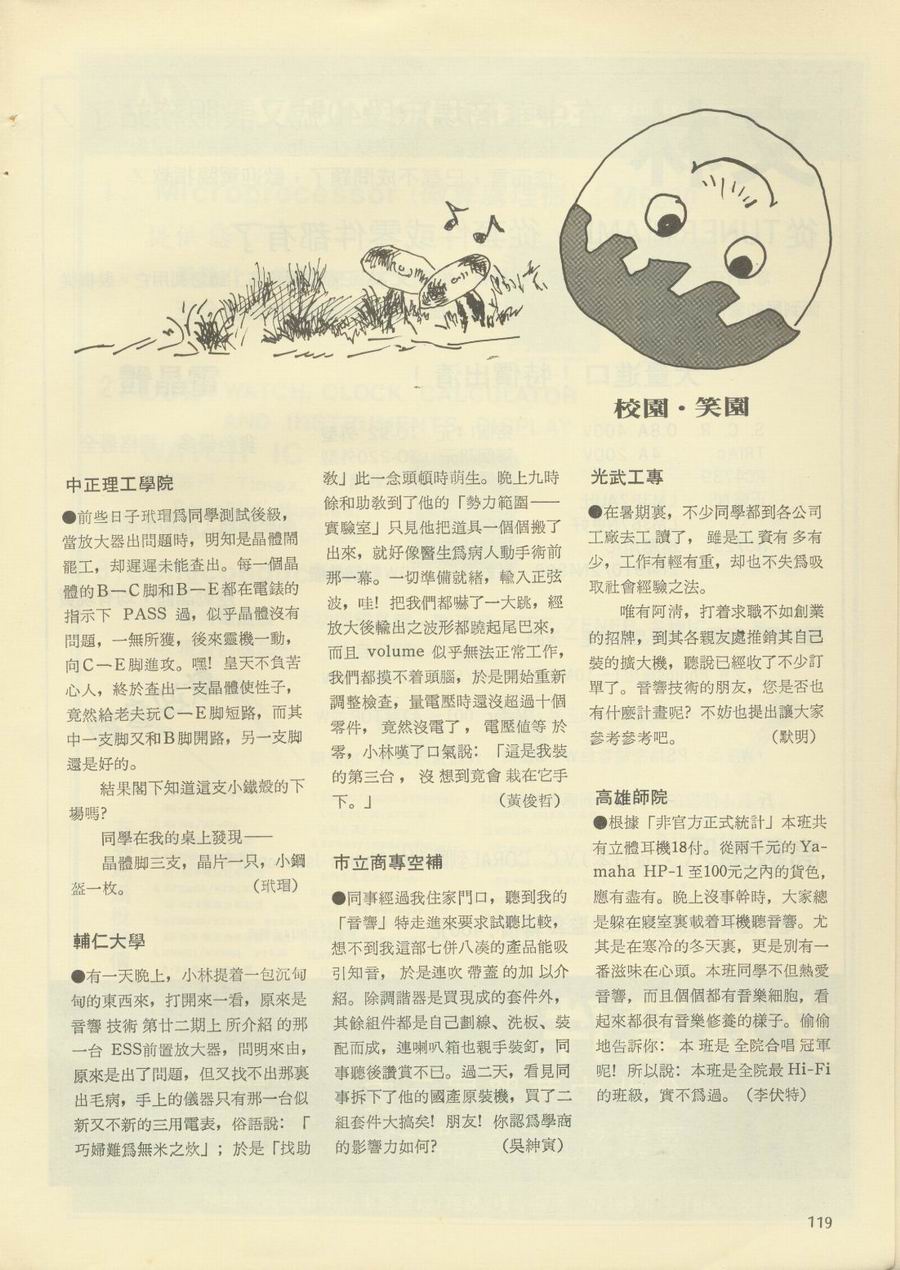 校園・笑園
中正理工學院
●前些日子玳瑁爲同學測試後級，
當放大器出問題時，明知是晶體鬧
罷工，却遲遲未能查出。每一個晶
體的B—C脚和B—E都在電錶的
指示下 PASS 過，似乎晶體沒有
問題，一無所獲，後來靈機一動，
向C—E脚進攻。嘿！皇天不負苦
心人，終於查出一支晶體使性子，
竟然給老夫玩C—E脚短路，而其
中一支脚又和B脚開路，另一支脚
還是好的。
結果閣下知道這支小鐵殼的下
場嗎？
同學在我的桌上發現——
晶體脚三支，晶片一只，小鋼
盔一枚。（玳瑁）
輔仁大學
●有一天晚上，小林提着一包沉甸
甸的東西來，打開來一看，原來是
音響技術第廿二期上所介紹的那
一台 ESS前置放大器，問明來由，
原來是出了問題，但又找不出那裏
出毛病，手上的儀器只有那一台似
新又不新的三用電表，俗語說：「
巧婦難爲無米之炊」；於是「找助
敎」此一念頭頓時萌生。晚上九時
餘和助敎到了他的「勢力範圍——
實驗室」只見他把道具一個個搬了
出來，就好像醫生爲病人動手術前
那一幕。一切準備就緒，輸入正弦
波，哇！把我們都嚇了一大跳，經
放大後輸出之波形都蹺起尾巴來，
而且 volume 似乎無法正常工作，
我們都摸不着頭腦，於是開始重新
調整檢查，量電壓時還沒超過十個
零件，竟然沒電了，電壓値等於
零，小林嘆了口氣說：「這是我裝
的第三台，沒想到竟會栽在它手
下。」（黃俊哲）
市立商專空補
●同事經過我住家門口，聽到我的
「音響」特走進來要求試聽比較，
想不到我這部七併八凑的產品能吸
引知音，於是連吹帶蓋的加以介
紹。除調諧器是買現成的套件外，
其餘組件都是自己劃線、洗板、裝
配而成，連喇叭箱也親手裝釘，同
事聽後讚賞不已。過二天，看見同
事拆下了他的國產原裝機，買了二
組套件大搞矣！朋友！你認爲學商
的影響力如何？（吳紳寅）
光武工專
●在暑期裏，不少同學都到各公司
工廠去工讀了，雖是工資有多有
少，工作有輕有重，却也不失爲吸
取社會經驗之法。
唯有阿淸，打着求職不如創業
的招牌，到其各親友處推銷其自己
裝的擴大機，聽說已經收了不少訂
單了。音響技術的朋友，您是否也
有什麽計畫呢？不妨也提出讓大家
參考參考吧。（默明）
高雄師院
●根據「非官方正式統計」本班共
有立體耳機18付。從兩千元的 Ya-
maha HP-1 至100元之內的貨色，
應有盡有。晚上沒事幹時，大家總
是躲在寢室裏載着耳機聽音響。尤
其是在寒冷的冬天裏，更是別有一
番滋味在心頭。本班同學不但熱愛
音響，而且個個都有音樂細胞，看
起來都很有音樂修養的樣子。偷偷
地告訴你：本班是全院合唱冠軍
呢！所以說：本班是全院最 Hi-Fi
的班級，實不爲過。（李伏特）
119